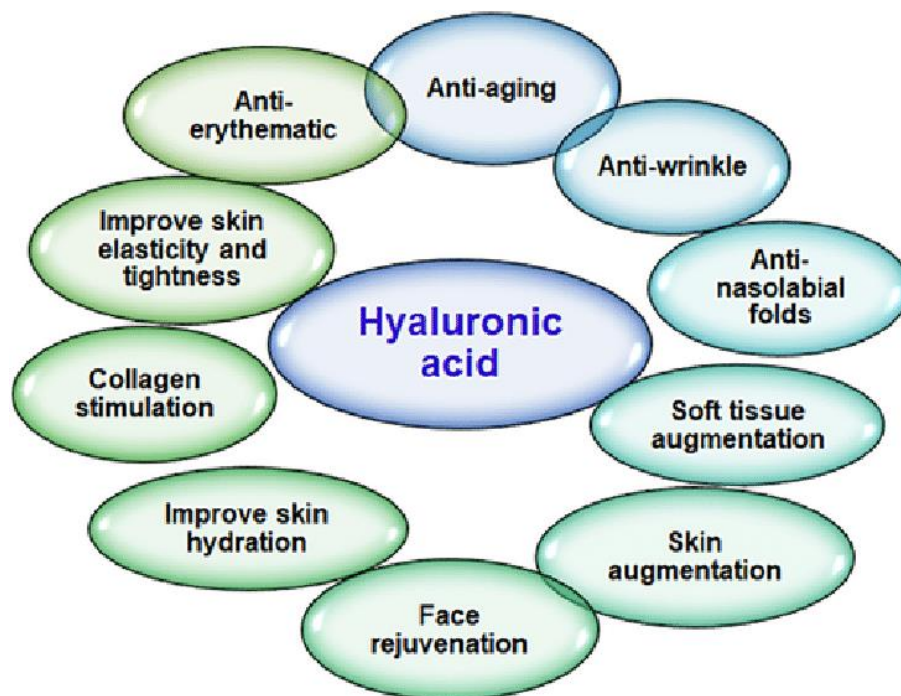 Anti-aging
Anti-
erythematic
Anti-wrinkle
Improve skin
elasticity and
tightness
Anti-
nasolabial
folds
Hyaluronic
acid
Collagen
stimulation
Soft tissue
augmentation
Improve skin
hydration
Skin
augmentation
Face
rejuvenation